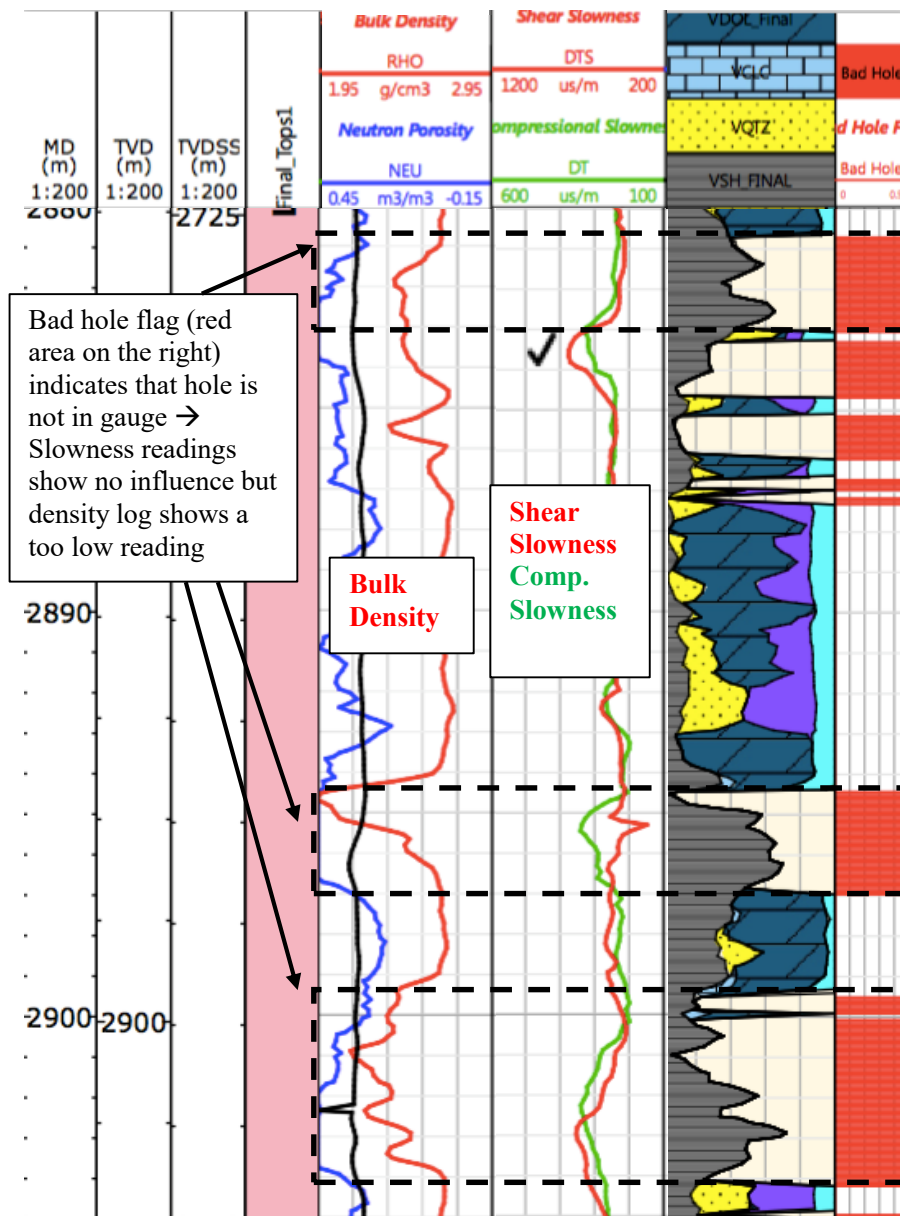 MD
(m)
1:200
TVD
(m)
1:200
TVDSS
(m)
1:200
[Final_Tops1
Bulk Density
RHO
1.95 g/cm3 2.95
Neutron Porosity
NEU
0.45 m3/m3 -0.15
Shear Slowness
DTS
1200 us/m 200
ompressional Slownes
DT
600 us/m 100
VDOL_Final
VCLC
VQTZ
VSH_FINAL
Bad Hole
d Hole F
Bad Hole
0 0.5
2880
2725
Bad hole flag (red
area on the right)
indicates that hole is
not in gauge →
Slowness readings
show no influence but
density log shows a
too low reading
✓
Bulk
Density
Shear
Slowness
Comp.
Slowness
2890
2900
2900